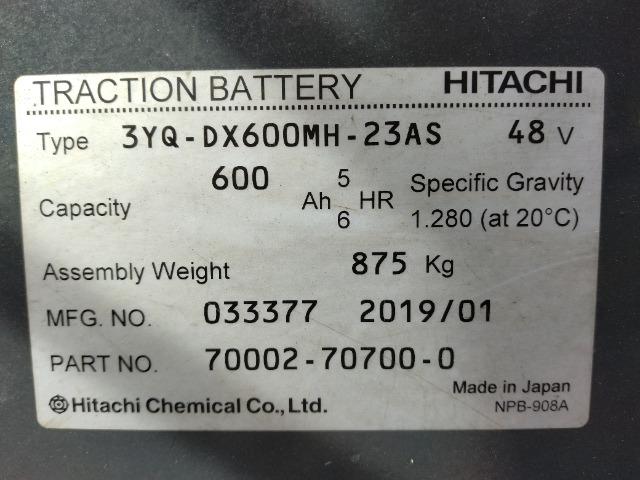 TRACTION BATTERY HITACHI
Type 3YQ-DX600MH-23AS 48 V
Capacity 600 Ah 5 HR Specific Gravity
6 1.280 (at 20°C)
Assembly Weight 875 Kg
MFG. NO. 033377 2019/01
PART NO. 70002-70700-0
Made in Japan
Hitachi Chemical Co., Ltd. NPB-908A